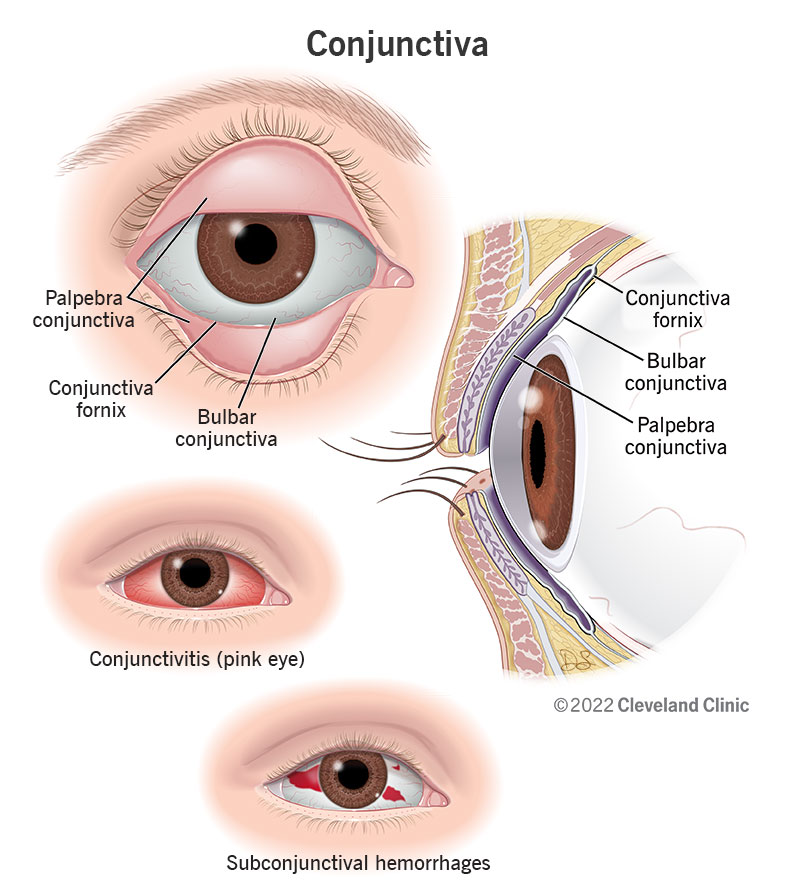 Conjunctiva
Palpebra
conjunctiva
Conjunctiva
fornix
Bulbar
conjunctiva
Conjunctiva
fornix
Bulbar
conjunctiva
Palpebra
conjunctiva
Conjunctivitis (pink eye)
©2022 Cleveland Clinic
Subconjunctival hemorrhages